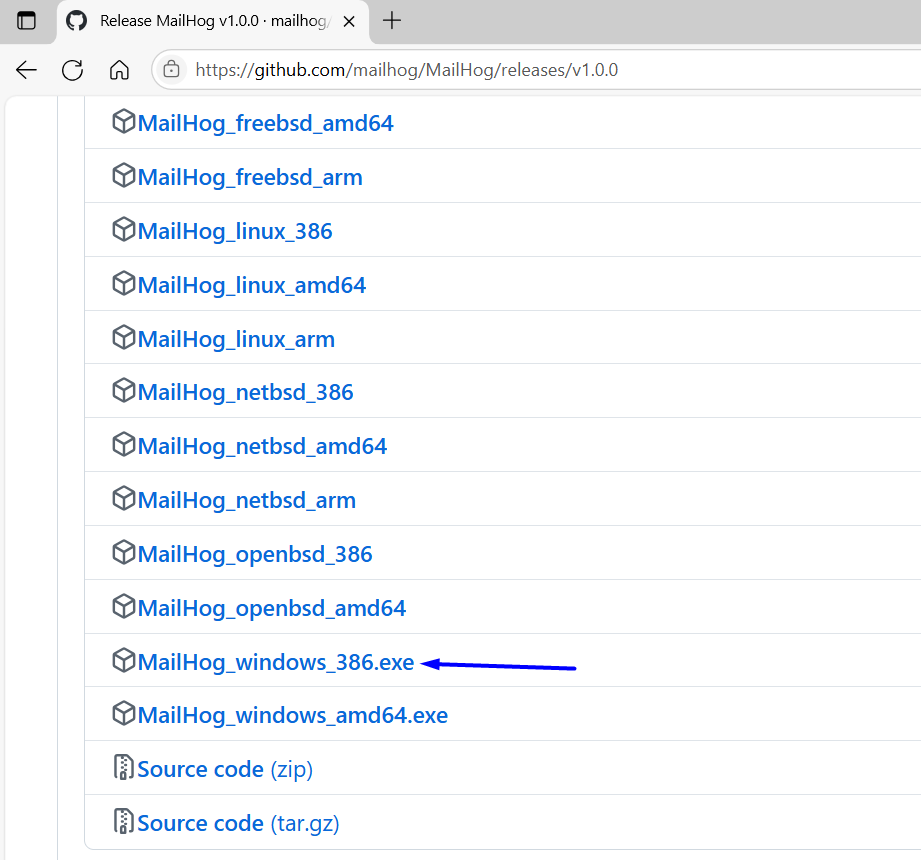 Release MailHog v1.0.0 · mailhog/
https://github.com/mailhog/MailHog/releases/v1.0.0
MailHog_freebsd_amd64
MailHog_freebsd_arm
MailHog_linux_386
MailHog_linux_amd64
MailHog_linux_arm
MailHog_netbsd_386
MailHog_netbsd_amd64
MailHog_netbsd_arm
MailHog_openbsd_386
MailHog_openbsd_amd64
MailHog_windows_386.exe
MailHog_windows_amd64.exe
Source code (zip)
Source code (tar.gz)